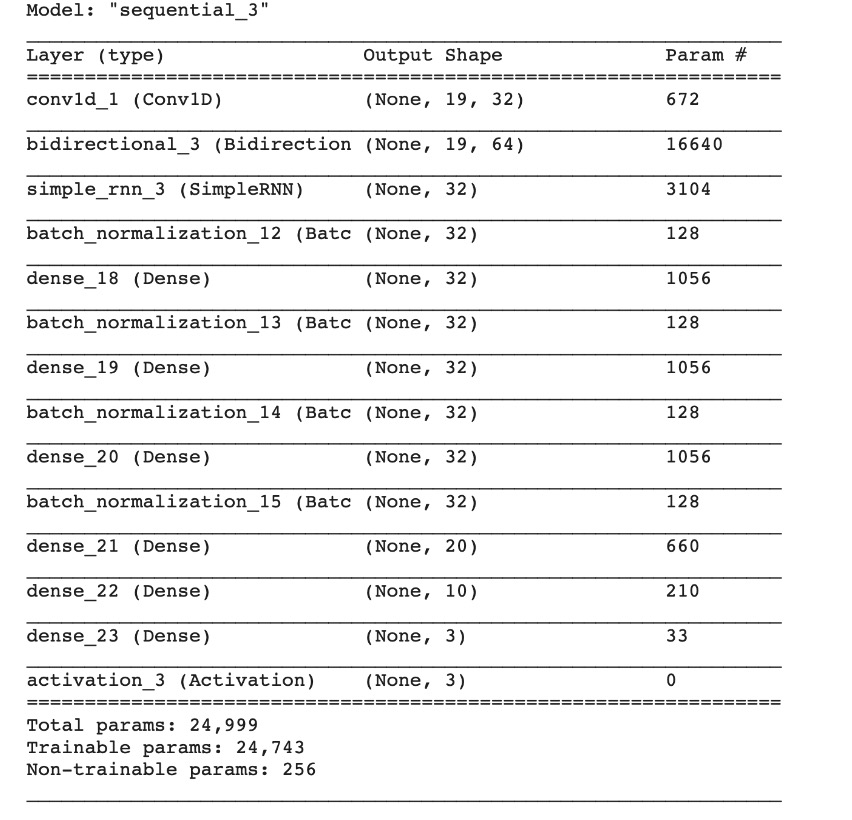 Model: "sequential_3"
Layer (type) Output Shape Param #
=================================================================
conv1d_1 (Conv1D) (None, 19, 32) 672
bidirectional_3 (Bidirection (None, 19, 64) 16640
simple_rnn_3 (SimpleRNN) (None, 32) 3104
batch_normalization_12 (Batc (None, 32) 128
dense_18 (Dense) (None, 32) 1056
batch_normalization_13 (Batc (None, 32) 128
dense_19 (Dense) (None, 32) 1056
batch_normalization_14 (Batc (None, 32) 128
dense_20 (Dense) (None, 32) 1056
batch_normalization_15 (Batc (None, 32) 128
dense_21 (Dense) (None, 20) 660
dense_22 (Dense) (None, 10) 210
dense_23 (Dense) (None, 3) 33
activation_3 (Activation) (None, 3) 0
=================================================================
Total params: 24,999
Trainable params: 24,743
Non-trainable params: 256